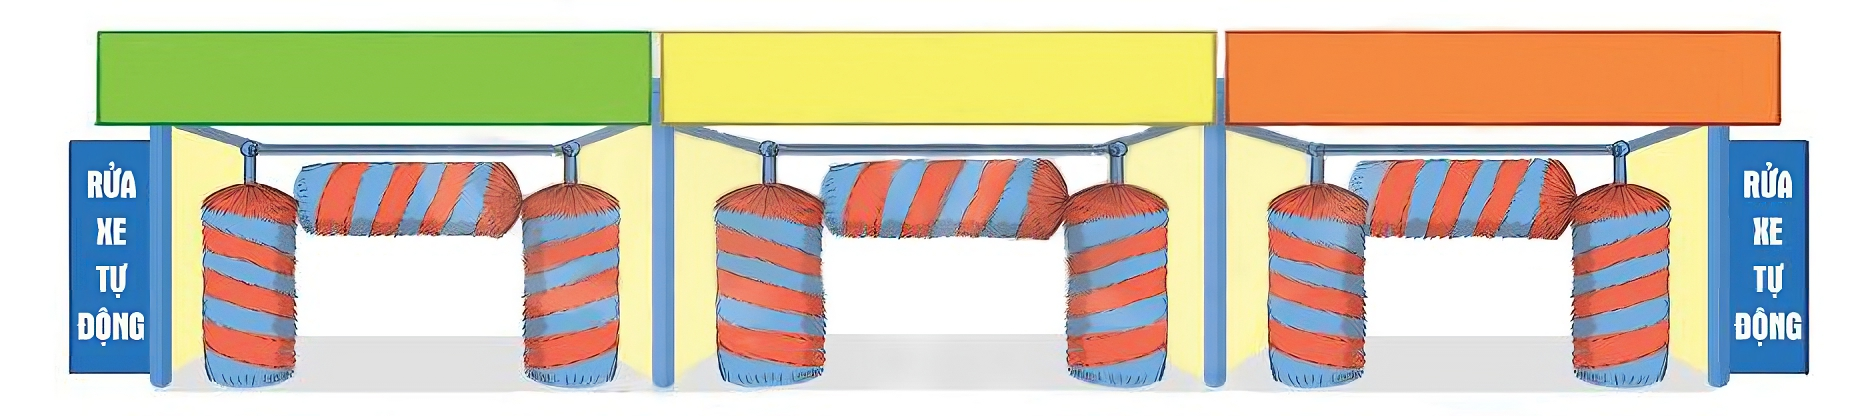 RỬA
XE
TỰ
ĐỘNG
RỬA
XE
TỰ
ĐỘNG